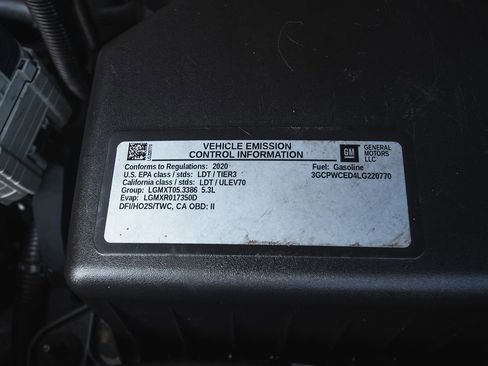 VEHICLE EMISSION
CONTROL INFORMATION
GM
GENERAL
MOTORS
LLC
Conforms to Regulations: 2020
Fuel: Gasoline
U.S. EPA class / stds: LDT / TIER3
3GCPWCED4LG220770
California class / stds: LDT / ULEV70
Group: LGMXT05.3386 5.3L
Evap: LGMXR017350D
DFI/HO2S/TWC, CA OBD: II